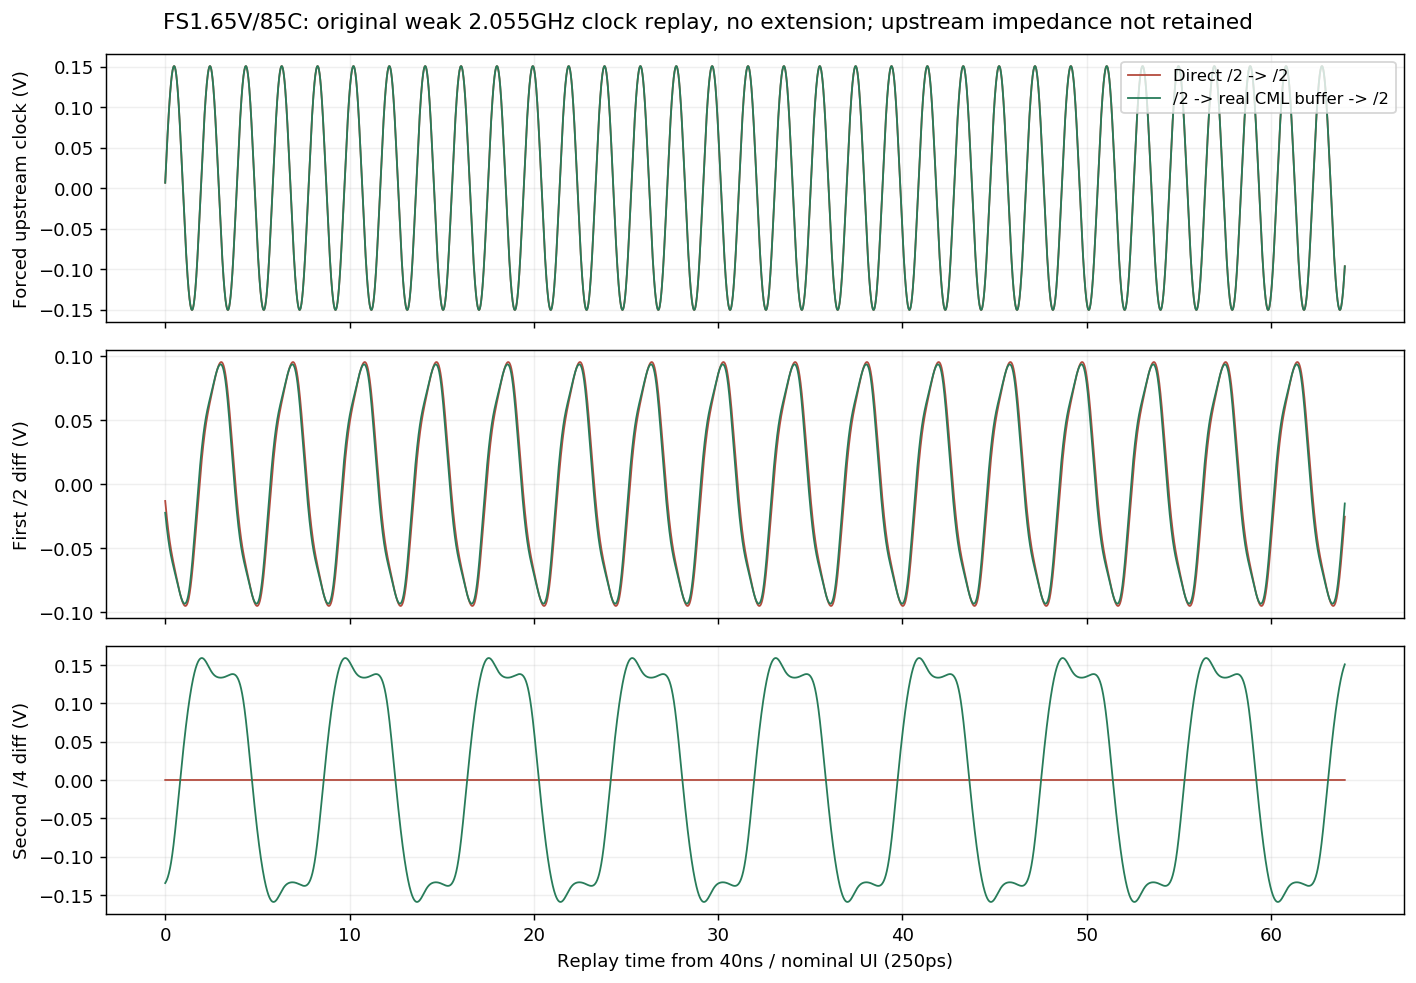 FS1.65V/85C: original weak 2.055GHz clock replay, no extension; upstream impedance not retained
Forced upstream clock (V)
0.15
0.10
0.05
0.00
−0.05
−0.10
−0.15
Direct /2 -> /2
/2 -> real CML buffer -> /2
First /2 diff (V)
0.10
0.05
0.00
−0.05
−0.10
Second /4 diff (V)
0.15
0.10
0.05
0.00
−0.05
−0.10
−0.15
0 10 20 30 40 50 60
Replay time from 40ns / nominal UI (250ps)